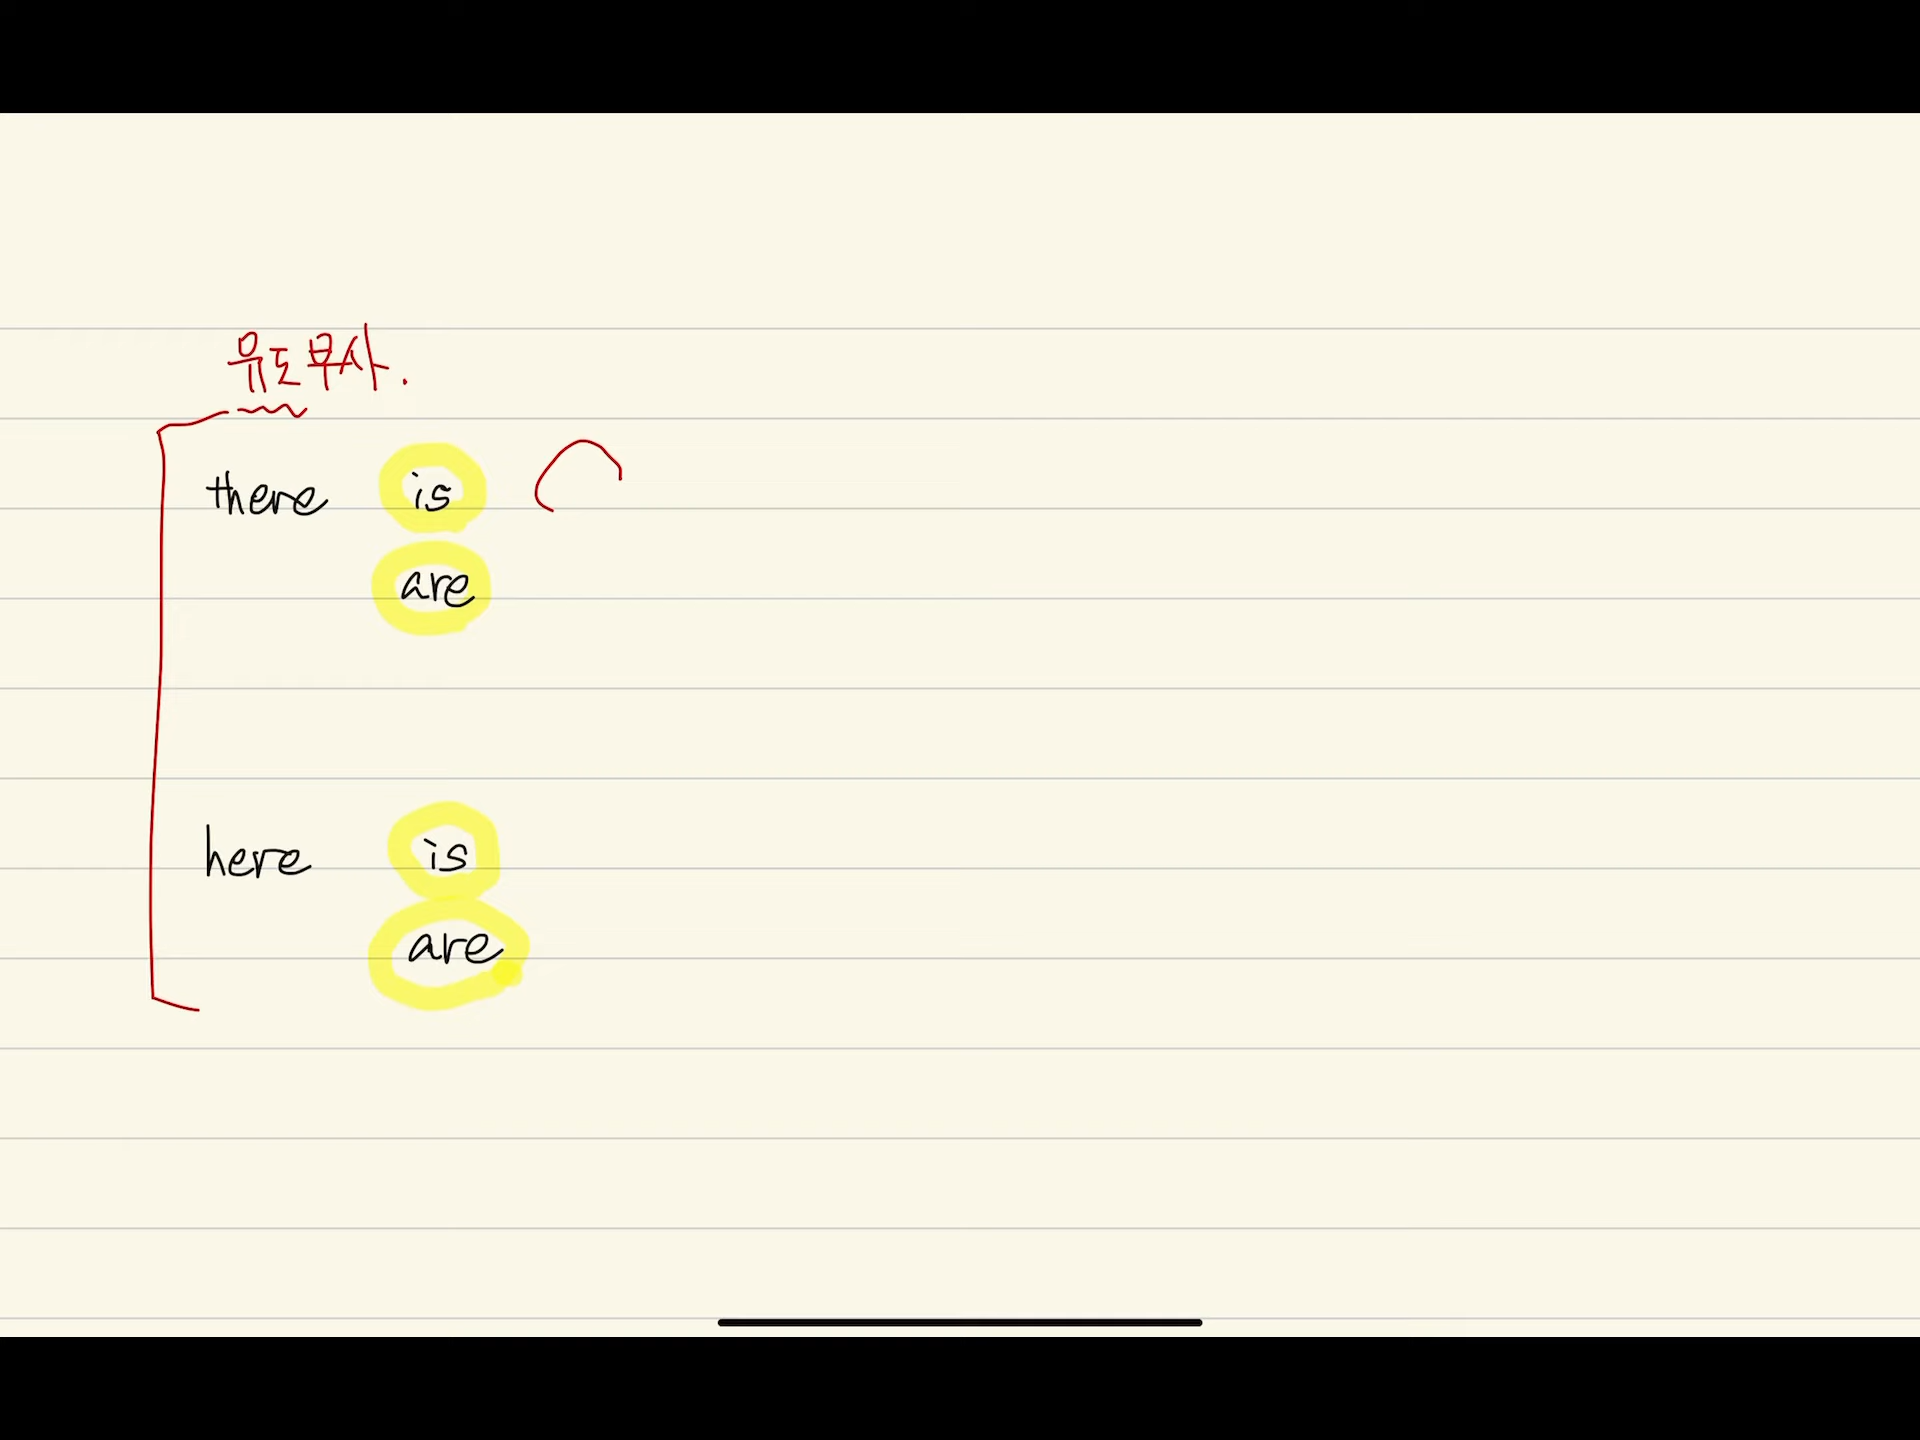 유도부사.
there is
are
here is
are